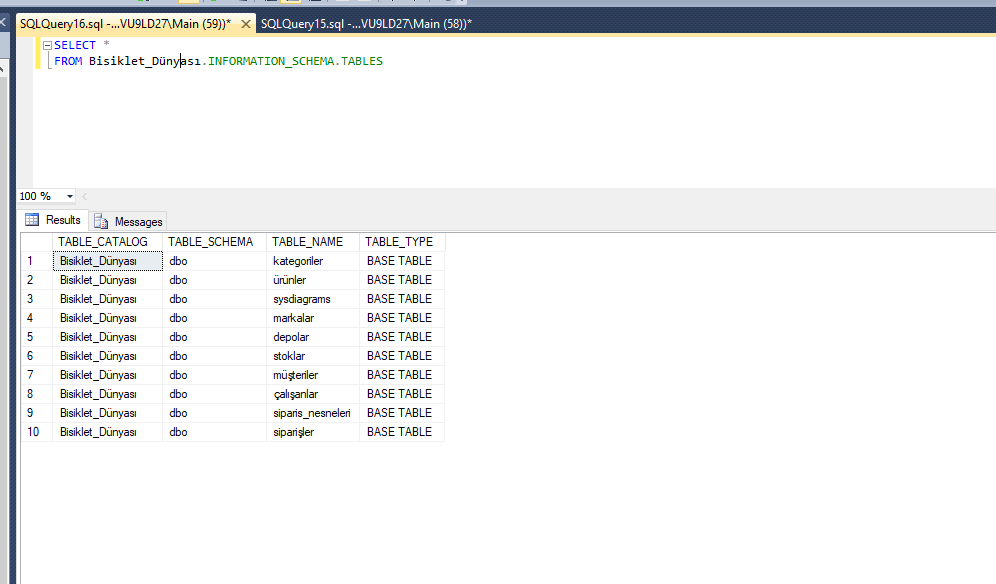 SQLQuery16.sql -...VU9LD27\Main (59))* SQLQuery15.sql -...VU9LD27\Main (58))*
SELECT *
FROM Bisiklet_Dünyası.INFORMATION_SCHEMA.TABLES
100 %
Results Messages
TABLE_CATALOG TABLE_SCHEMA TABLE_NAME TABLE_TYPE
1 Bisiklet_Dünyası dbo kategoriler BASE TABLE
2 Bisiklet_Dünyası dbo ürünler BASE TABLE
3 Bisiklet_Dünyası dbo sysdiagrams BASE TABLE
4 Bisiklet_Dünyası dbo markalar BASE TABLE
5 Bisiklet_Dünyası dbo depolar BASE TABLE
6 Bisiklet_Dünyası dbo stoklar BASE TABLE
7 Bisiklet_Dünyası dbo müşteriler BASE TABLE
8 Bisiklet_Dünyası dbo çalışanlar BASE TABLE
9 Bisiklet_Dünyası dbo siparis_nesneleri BASE TABLE
10 Bisiklet_Dünyası dbo siparişler BASE TABLE